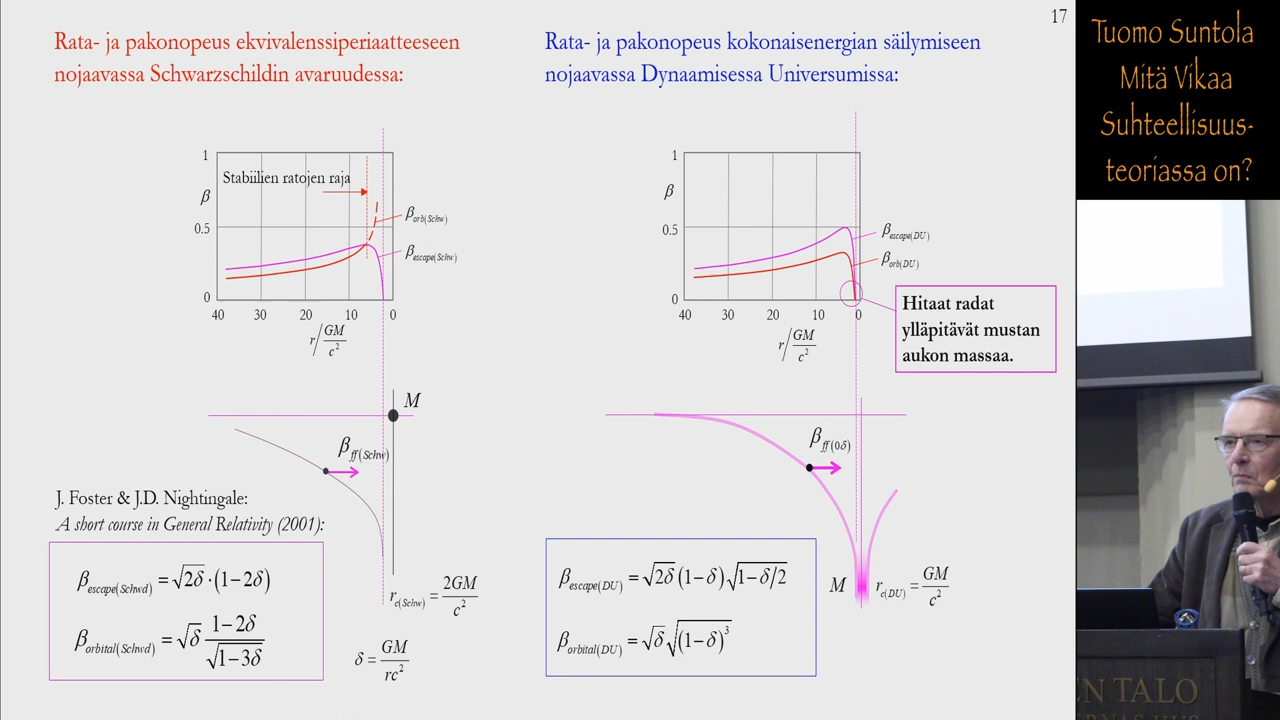 17
Rata- ja pakonopeus ekvivalenssiperiaatteeseen
nojaavassa Schwarzschildin avaruudessa:
1
Stabiilien ratojen raja
β
β_orb(Schw)
0.5
β_escape(Schw)
0
40 30 20 10 0
r/GM/c²
M
β_ff(Schw)
J. Foster & J.D. Nightingale:
A short course in General Relativity (2001):
β_escape(Schwd) = √2δ·(1−2δ)
β_orbital(Schwd) = √δ (1−2δ)/√1−3δ
r_c(Schw) = 2GM/c²
δ = GM/rc²
Rata- ja pakonopeus kokonaisenergian säilymiseen
nojaavassa Dynaamisessa Universumissa:
1
β
0.5
β_escape(DU)
β_orb(DU)
0
40 30 20 10 0
r/GM/c²
Hitaat radat
ylläpitävät mustan
aukon massaa.
β_ff(0δ)
β_escape(DU) = √2δ (1−δ)√1−δ/2
β_orbital(DU) = √δ√(1−δ)³
M
r_c(DU) = GM/c²
Tuomo Suntola
Mitä Vikaa
Suhteellisuus-
teoriassa on?
EN TALO